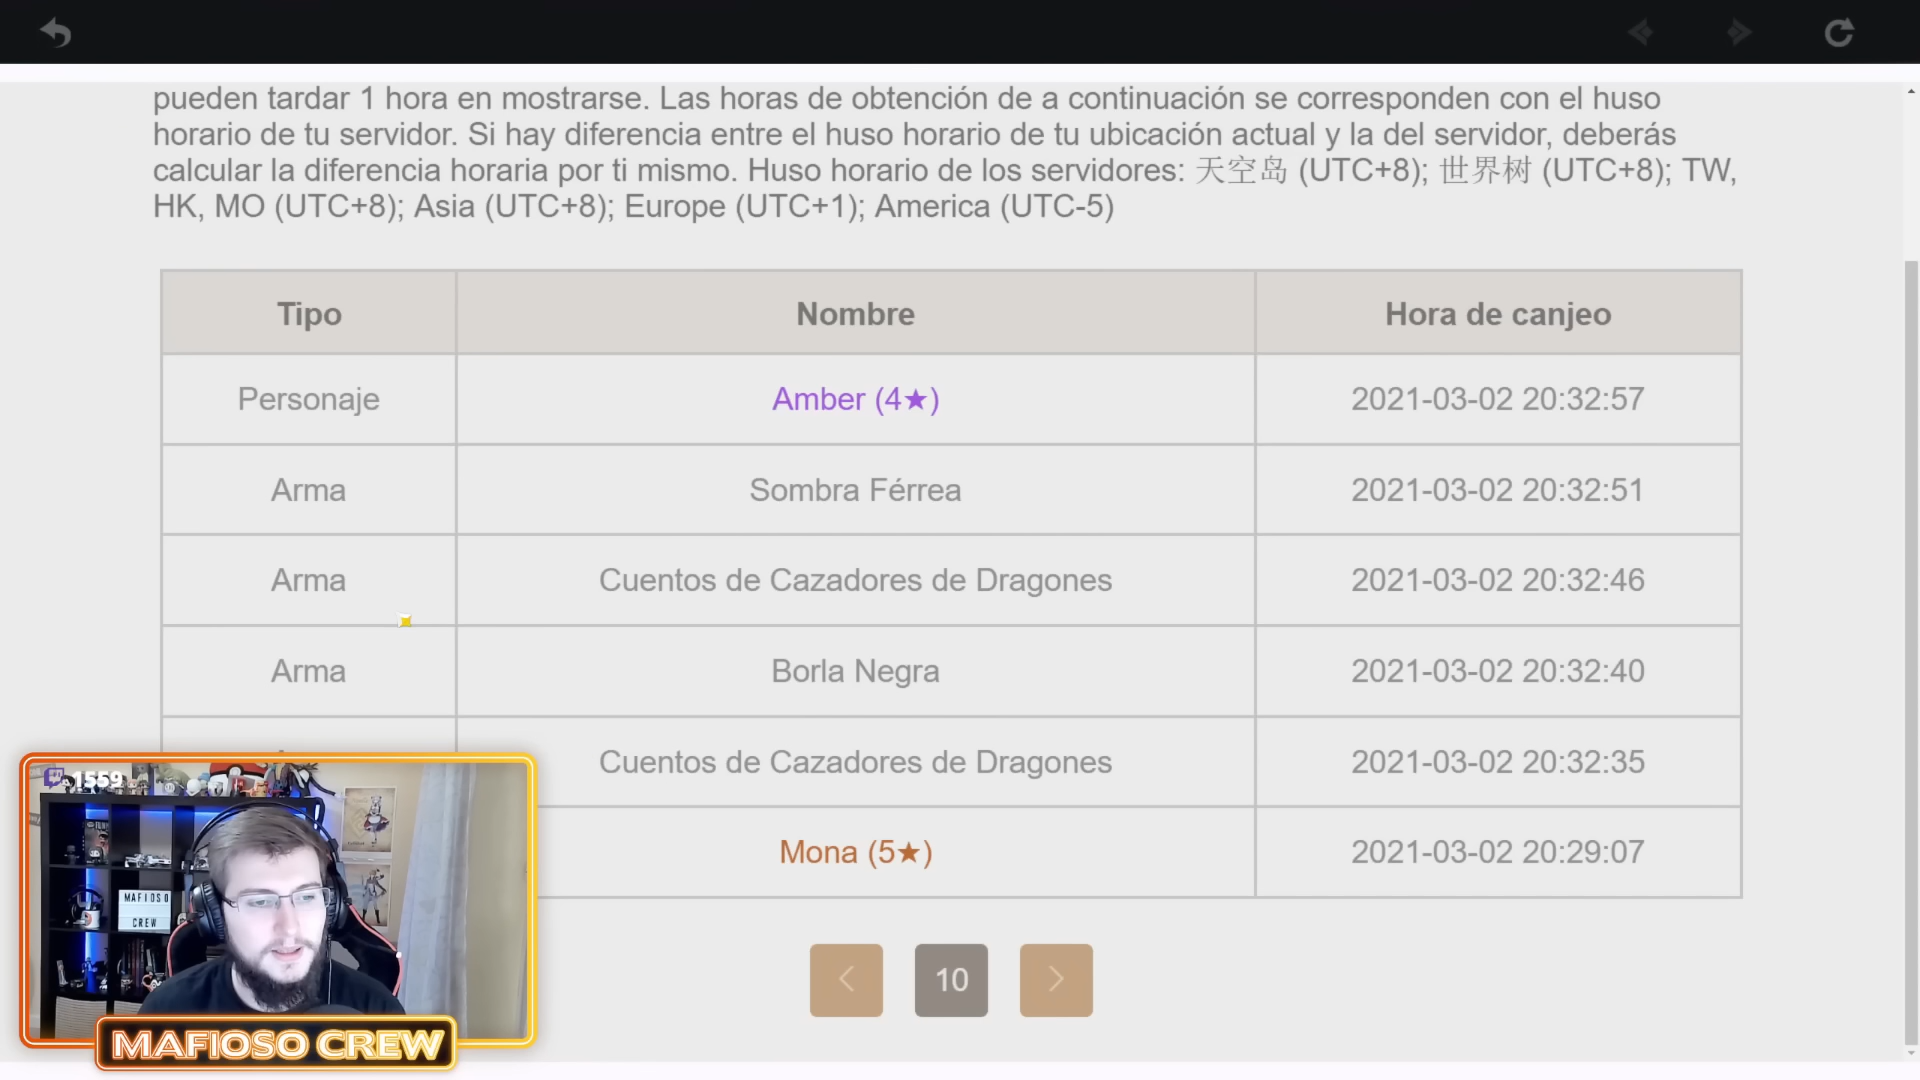 pueden tardar 1 hora en mostrarse. Las horas de obtención de a continuación se corresponden con el huso
horario de tu servidor. Si hay diferencia entre el huso horario de tu ubicación actual y la del servidor, deberás
calcular la diferencia horaria por ti mismo. Huso horario de los servidores: 天空岛 (UTC+8); 世界树 (UTC+8); TW,
HK, MO (UTC+8); Asia (UTC+8); Europe (UTC+1); America (UTC-5)
Tipo Nombre Hora de canjeo
Personaje Amber (4★) 2021-03-02 20:32:57
Arma Sombra Férrea 2021-03-02 20:32:51
Arma Cuentos de Cazadores de Dragones 2021-03-02 20:32:46
Arma Borla Negra 2021-03-02 20:32:40
Cuentos de Cazadores de Dragones 2021-03-02 20:32:35
Mona (5★) 2021-03-02 20:29:07
10
1559
MAFIOSO
CREW
MAFIOSO CREW